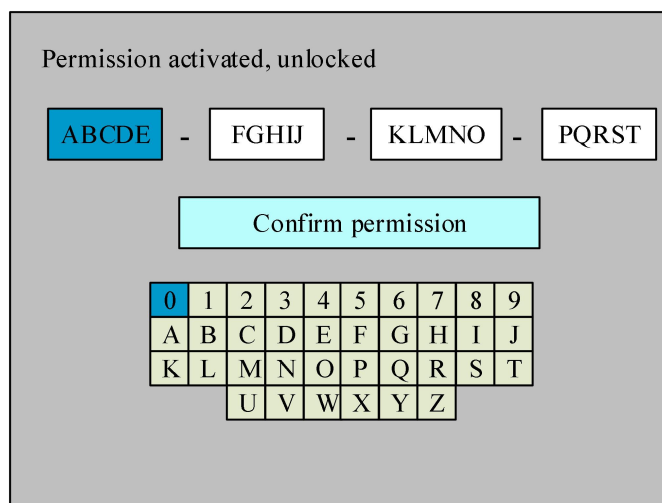 Permission activated, unlocked
ABCDE - FGHIJ - KLMNO - PQRST
Confirm permission
0 1 2 3 4 5 6 7 8 9
A B C D E F G H I J
K L M N O P Q R S T
U V W X Y Z